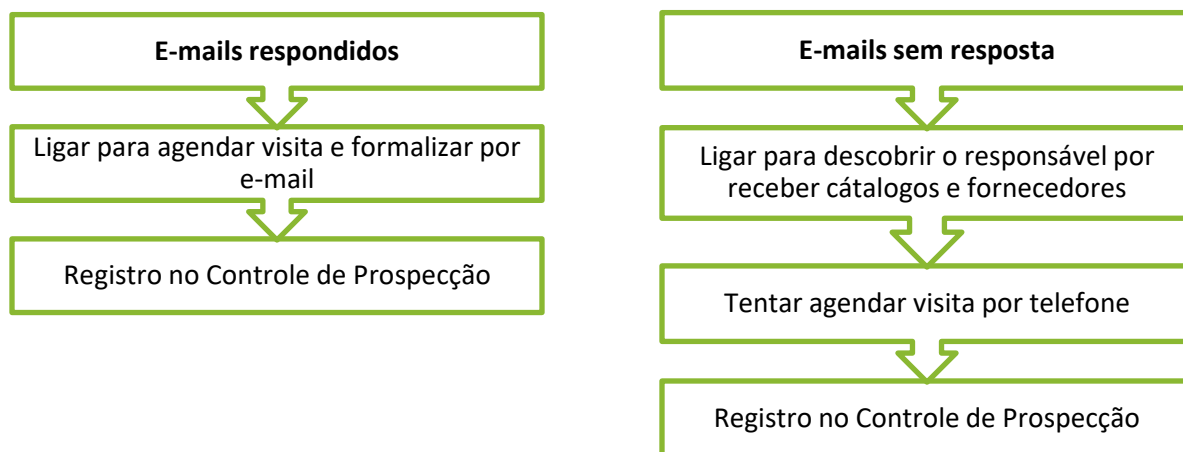 E-mails respondidos
Ligar para agendar visita e formalizar por
e-mail
Registro no Controle de Prospecção
E-mails sem resposta
Ligar para descobrir o responsável por
receber cátalogos e fornecedores
Tentar agendar visita por telefone
Registro no Controle de Prospecção